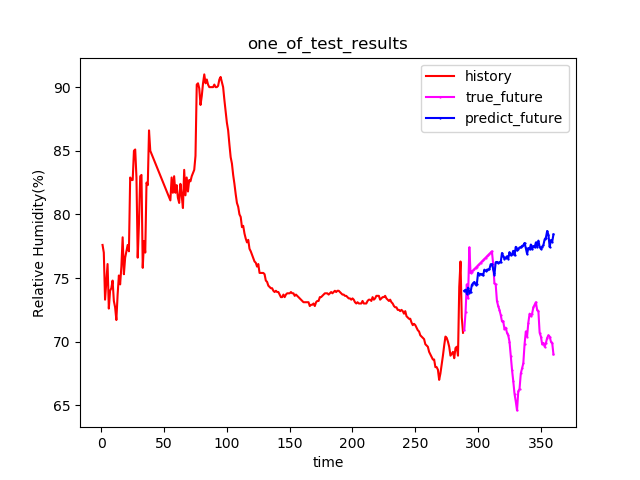 one_of_test_results
history
true_future
predict_future
Relative Humidity(%)
90
85
80
75
70
65
0
50
100
150
200
250
300
350
time